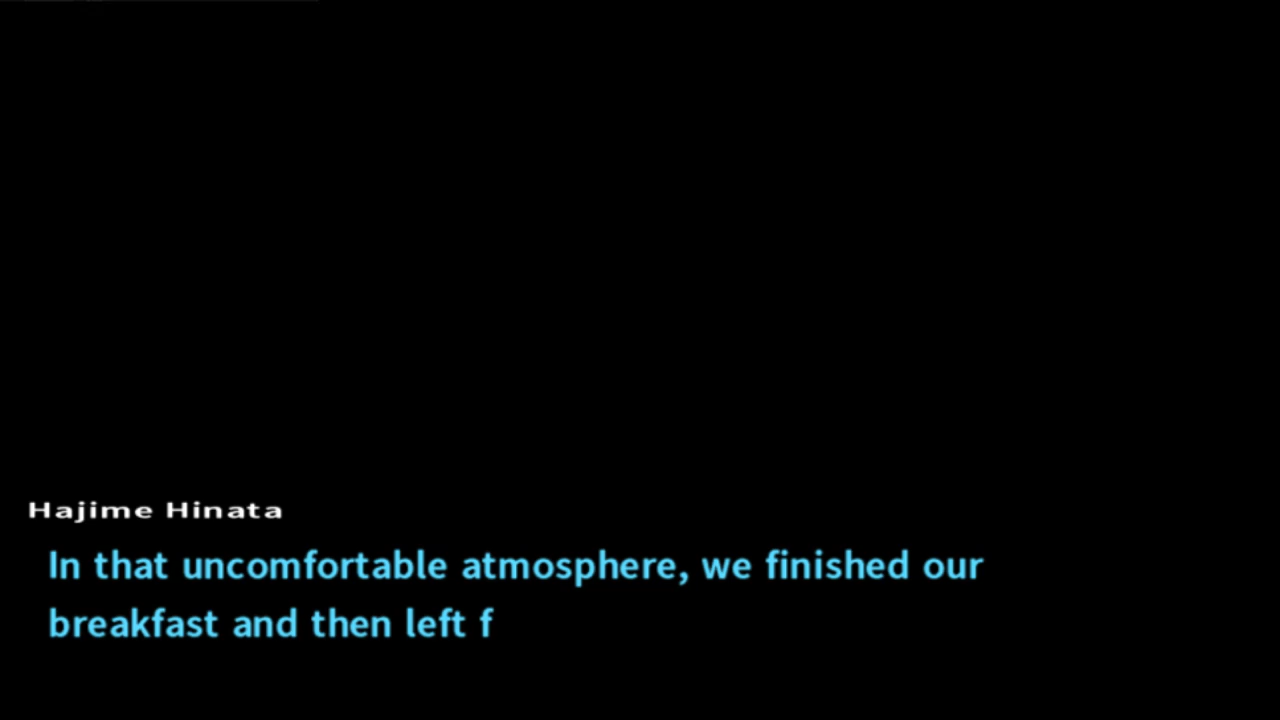 Hajime Hinata
In that uncomfortable atmosphere, we finished our
breakfast and then left f